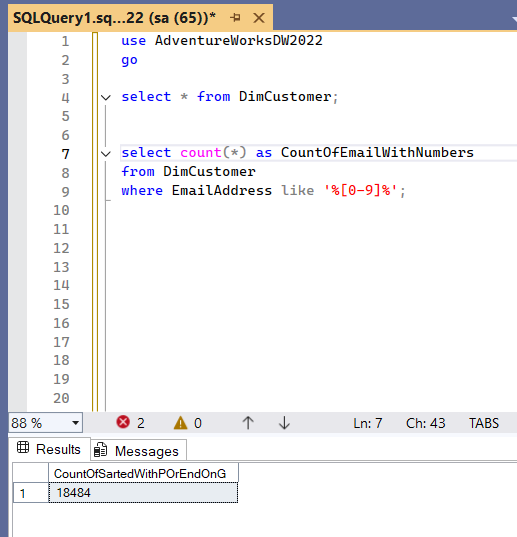 SQLQuery1.sq...22 (sa (65))*
1 use AdventureWorksDW2022
2 go
3
4 select * from DimCustomer;
5
6
7 select count(*) as CountOfEmailWithNumbers
8 from DimCustomer
9 where EmailAddress like '%[0-9]%';
10
11
12
13
14
15
16
17
18
19
20
88 % 2 0 Ln: 7 Ch: 43 TABS
Results Messages
CountOfSartedWithPOrEndOnG
1 18484